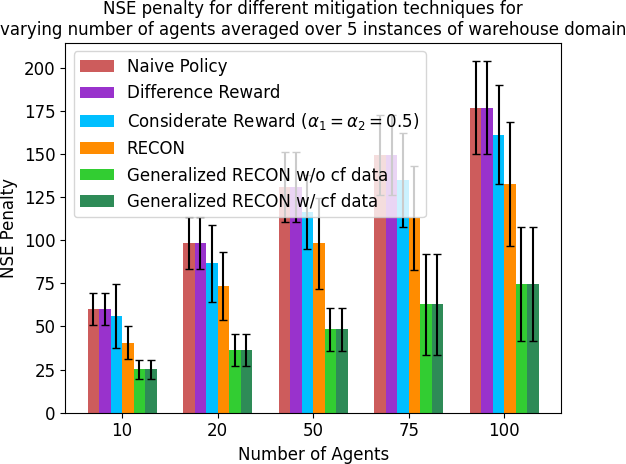 NSE penalty for different mitigation techniques for
varying number of agents averaged over 5 instances of warehouse domain
Naive Policy
Difference Reward
Considerate Reward (α₁ = α₂ = 0.5)
RECON
Generalized RECON w/o cf data
Generalized RECON w/ cf data
NSE Penalty
200
175
150
125
100
75
50
25
0
10 20 50 75 100
Number of Agents